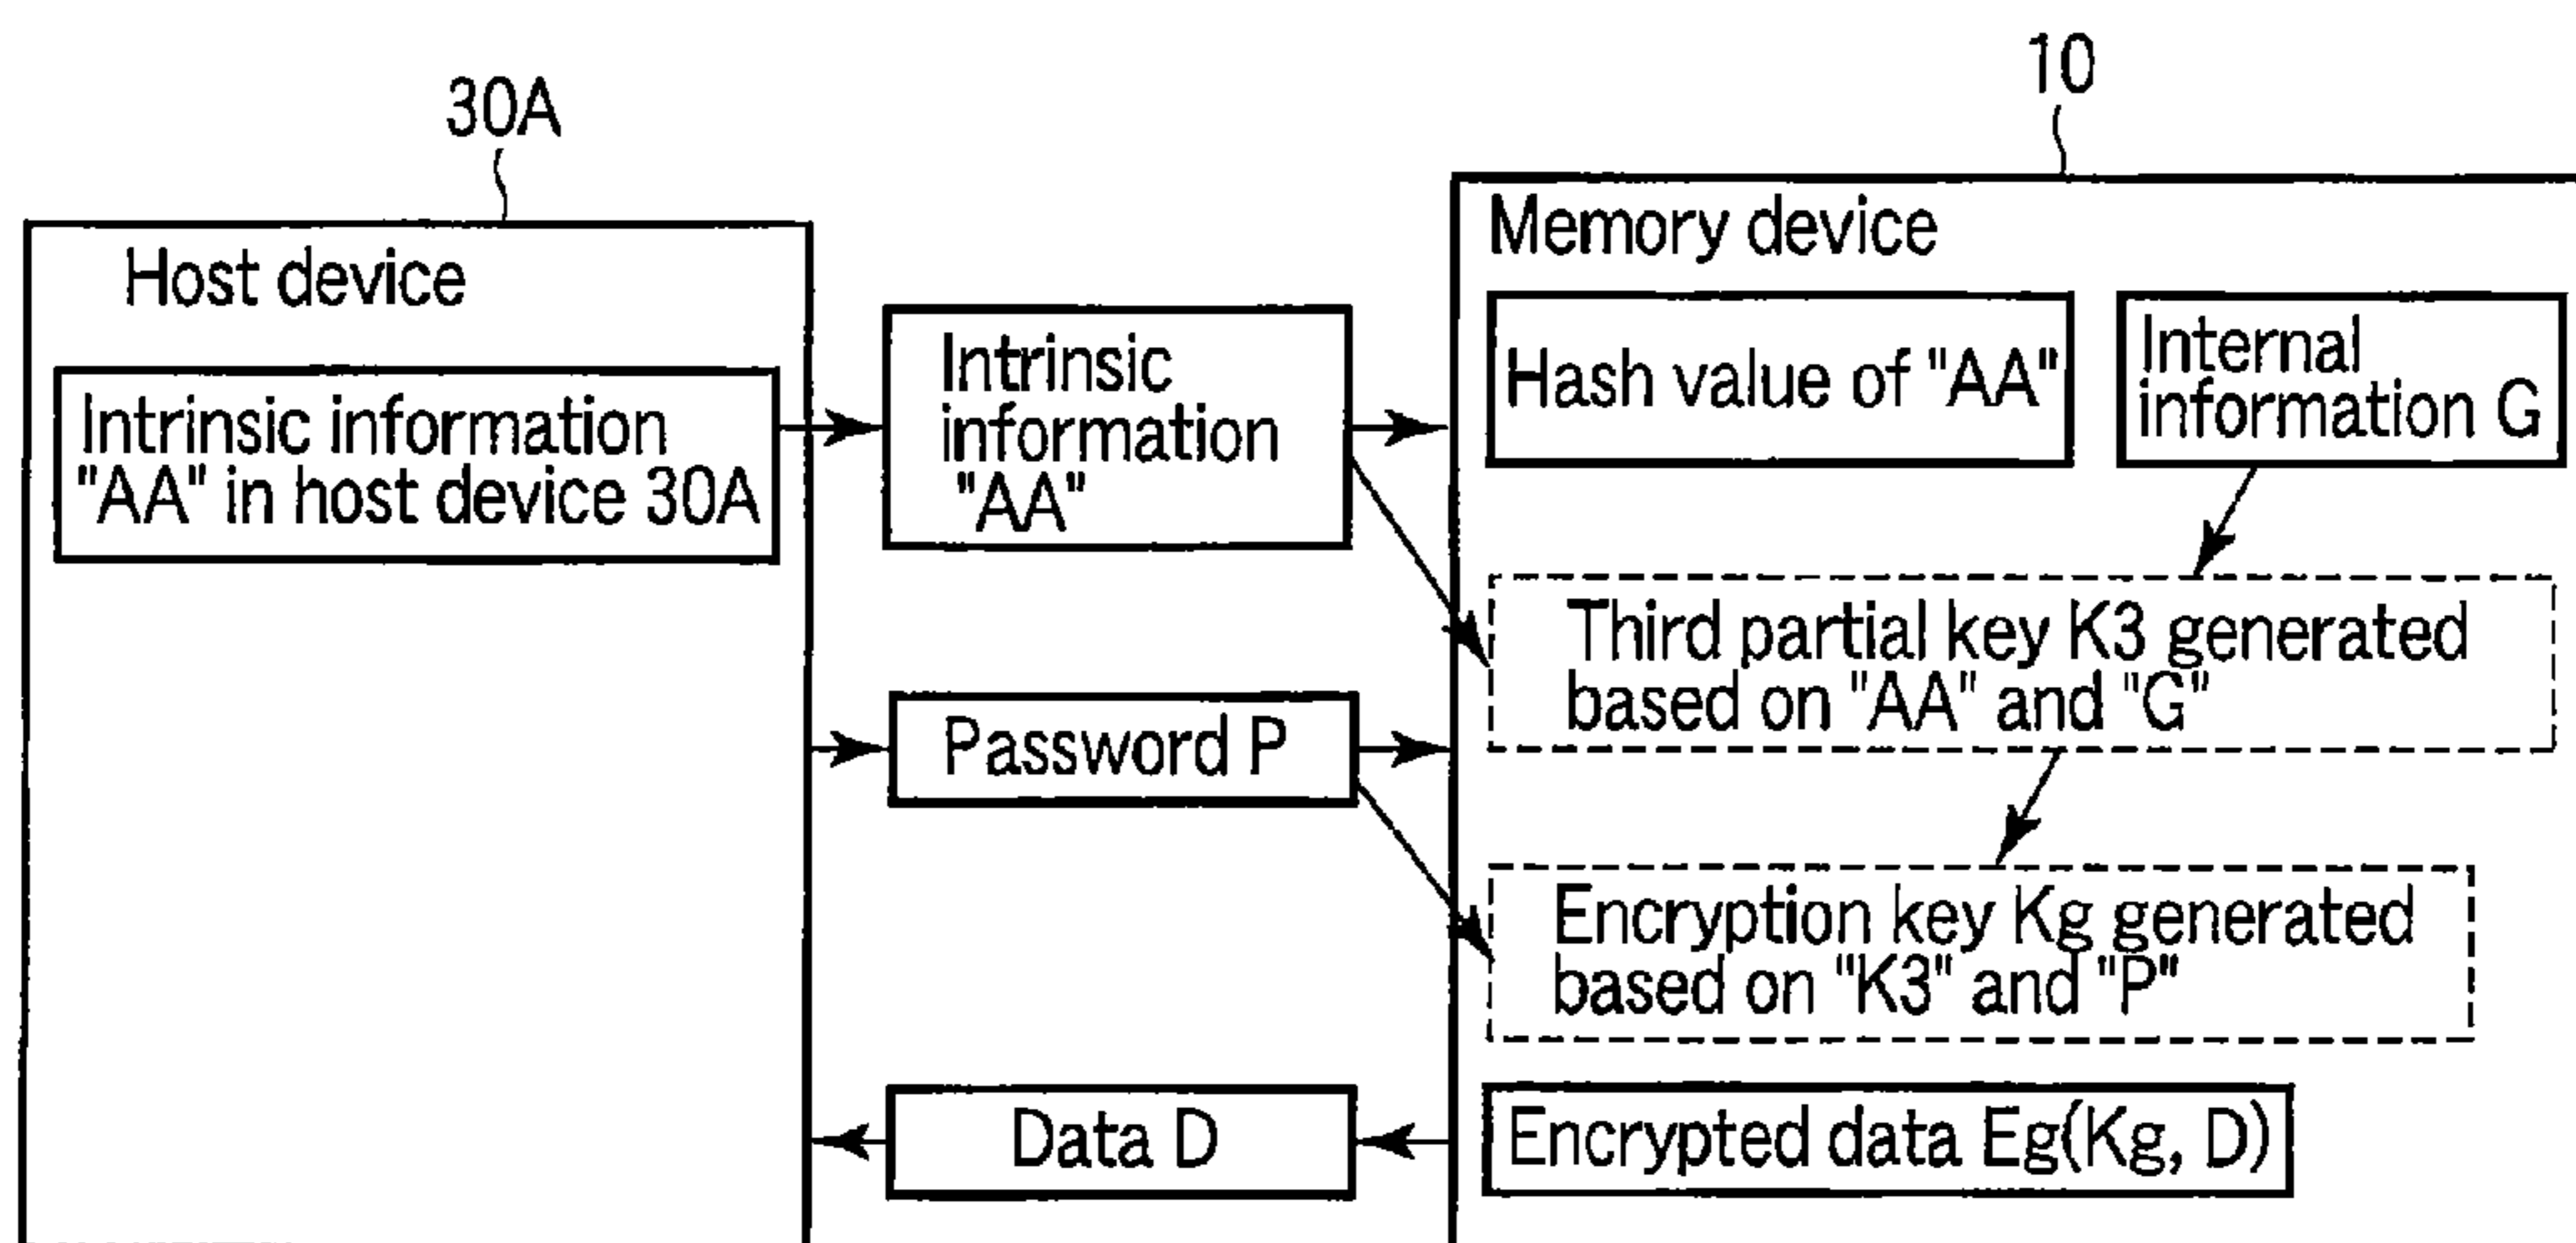 30A
10
Host device
Intrinsic information
"AA" in host device 30A
Intrinsic
information
"AA"
Password P
Data D
Memory device
Hash value of "AA"
Internal
information G
Third partial key K3 generated
based on "AA" and "G"
Encryption key Kg generated
based on "K3" and "P"
Encrypted data Eg(Kg, D)